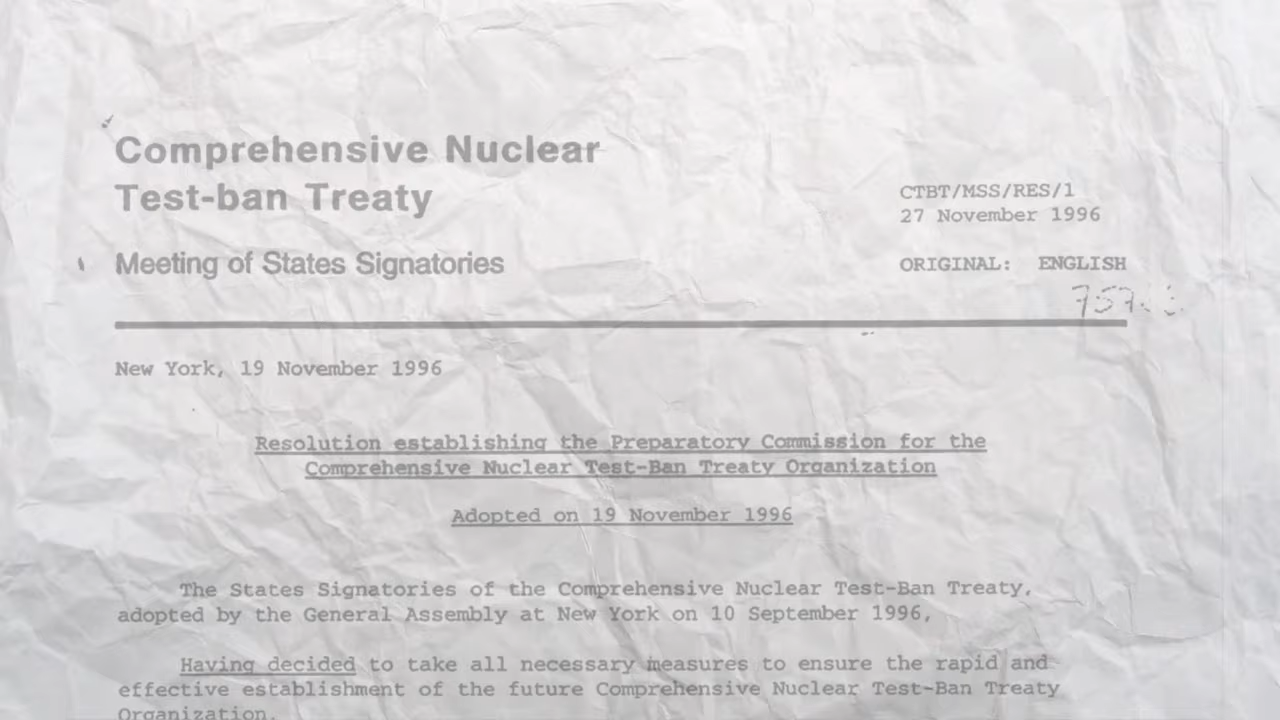 Comprehensive Nuclear
Test-ban Treaty
CTBT/MSS/RES/1
27 November 1996
Meeting of States Signatories
ORIGINAL: ENGLISH
New York, 19 November 1996
Resolution establishing the Preparatory Commission for the
Comprehensive Nuclear Test-Ban Treaty Organization
Adopted on 19 November 1996
The States Signatories of the Comprehensive Nuclear Test-Ban Treaty,
adopted by the General Assembly at New York on 10 September 1996,
Having decided to take all necessary measures to ensure the rapid and
effective establishment of the future Comprehensive Nuclear Test-Ban Treaty
Organization,